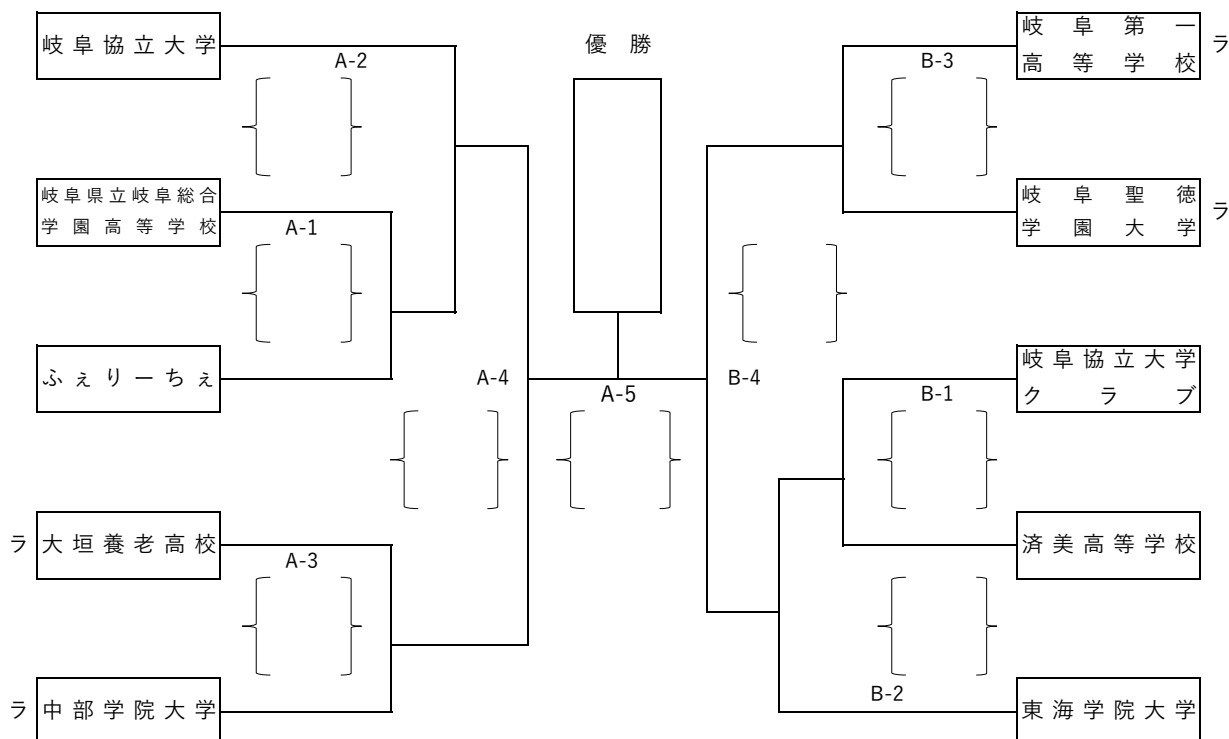 岐阜協立大学
A-2
優勝
岐阜第一
高等学校
ラ
B-3
岐阜県立岐阜総合
学園高等学校
A-1
岐阜聖徳
学園大学
ラ
ふぇりーちぇ
A-4
A-5
B-4
岐阜協立大学
クラブ
B-1
ラ
大垣養老高校
A-3
済美高等学校
ラ
中部学院大学
B-2
東海学院大学